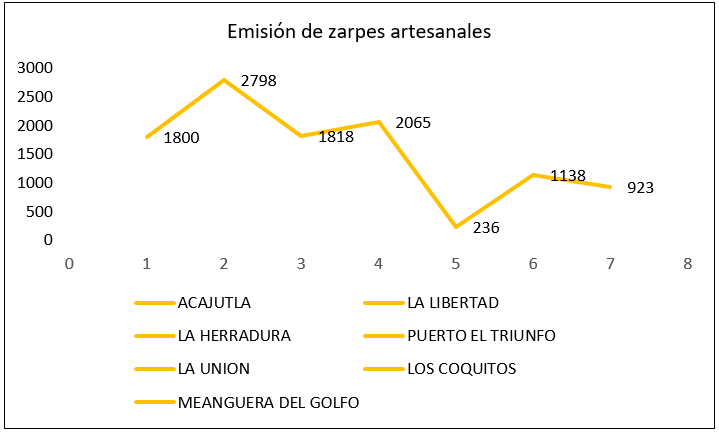 Emisión de zarpes artesanales
3000
2500
2000
1500
1000
500
0
1800
2798
1818
2065
236
1138
923
0 1 2 3 4 5 6 7 8
ACAJUTLA LA LIBERTAD
LA HERRADURA PUERTO EL TRIUNFO
LA UNION LOS COQUITOS
MEANGUERA DEL GOLFO